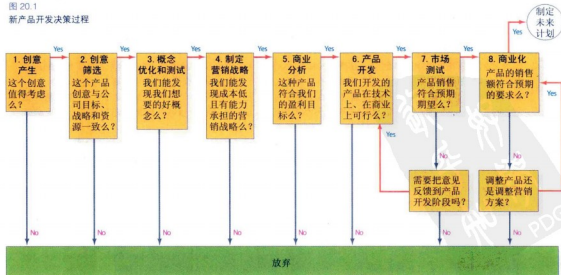 图 20.1
新产品开发决策过程
制定
未来
计划
Yes
Yes
Yes
Yes
Yes
Yes
Yes
Yes
1. 创意
产生
这个创意
值得考虑
么？
2. 创意
筛选
这个产品
创意与公
司目标、
战略和资
源一致么？
3. 概念
优化和测试
我们能发
现我们想
要的好概
念么？
4. 制定
营销战略
我们能发
现成本低
且有能力
承担的营
销战略么？
5. 商业
分析
这种产品
符合我们
的盈利目
标么？
6. 产品
开发
我们开发的
产品在技术
上、在商业
上可行么？
7. 市场
测试
产品销售
符合预期
期望么？
8. 商业化
产品的销售
额符合预期
的要求么？
Yes
Yes
No
No
需要把意见
反馈到产品
开发阶段吗？
调整产品还
是调整营销
方案？
No
No
No
No
No
No
No
No
放弃
PDG